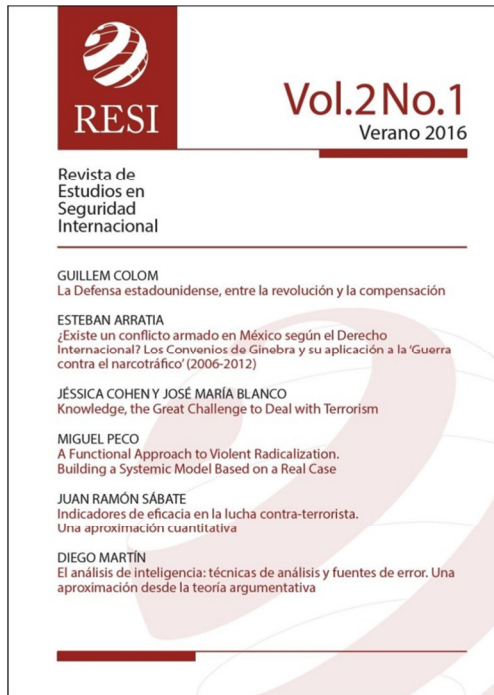 RESI
Vol.2No.1
Verano 2016
Revista de
Estudios en
Seguridad
Internacional
GUILLEM COLOM
La Defensa estadounidense, entre la revolución y la compensación
ESTEBAN ARRATIA
¿Existe un conflicto armado en México según el Derecho
Internacional? Los Convenios de Ginebra y su aplicación a la ‘Guerra
contra el narcotráfico’ (2006-2012)
JÉSSICA COHEN Y JOSÉ MARÍA BLANCO
Knowledge, the Great Challenge to Deal with Terrorism
MIGUEL PECO
A Functional Approach to Violent Radicalization.
Building a Systemic Model Based on a Real Case
JUAN RAMÓN SÁBATE
Indicadores de eficacia en la lucha contra-terrorista.
Una aproximación cuantitativa
DIEGO MARTÍN
El análisis de inteligencia: técnicas de análisis y fuentes de error. Una
aproximación desde la teoría argumentativa